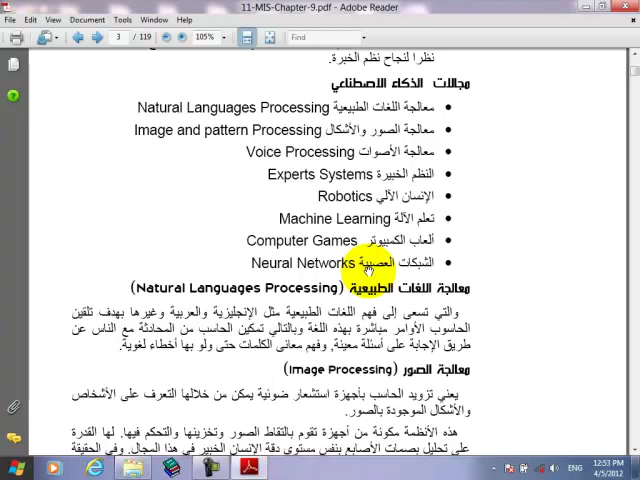 11-MIS-Chapter-9.pdf - Adobe Reader
File Edit View Document Tools Window Help
3 / 119 105% Find
نظرا لنجاح نظم الخبرة.
مجالات الذكاء الاصطناعي
معالجة اللغات الطبيعية Natural Languages Processing
معالجة الصور والأشكال Image and pattern Processing
معالجة الأصوات Voice Processing
النظم الخبيرة Experts Systems
الإنسان الآلي Robotics
تعلم الآلة Machine Learning
ألعاب الكمبيوتر Computer Games
الشبكات العصبية Neural Networks
معالجة اللغات الطبيعية (Natural Languages Processing)
والتي تسعى إلى فهم اللغات الطبيعية مثل الإنجليزية والعربية وغيرها بهدف تلقين
الحاسوب الأوامر مباشرة بهذه اللغة وبالتالي تمكين الحاسب من المحادثة مع الناس عن
طريق الإجابة على أسئلة معينة، وفهم معانى الكلمات حتى ولو بها أخطاء لغوية.
معالجة الصور (Image Processing)
يعني تزويد الحاسب بأجهزة استشعار ضوئية يمكن من خلالها التعرف على الأشخاص
والأشكال الموجودة بالصور.
هذه الأنظمة مكونة من أجهزة تقوم بالتقاط الصور وتخزينها والتحكم فيها. لها القدرة
على تحليل بصمات الأصابع بنفس مستوى دقة الإنسان الخبير في هذا المجال. وفي الحقيقة
ENG 12:53 PM
4/5/2012